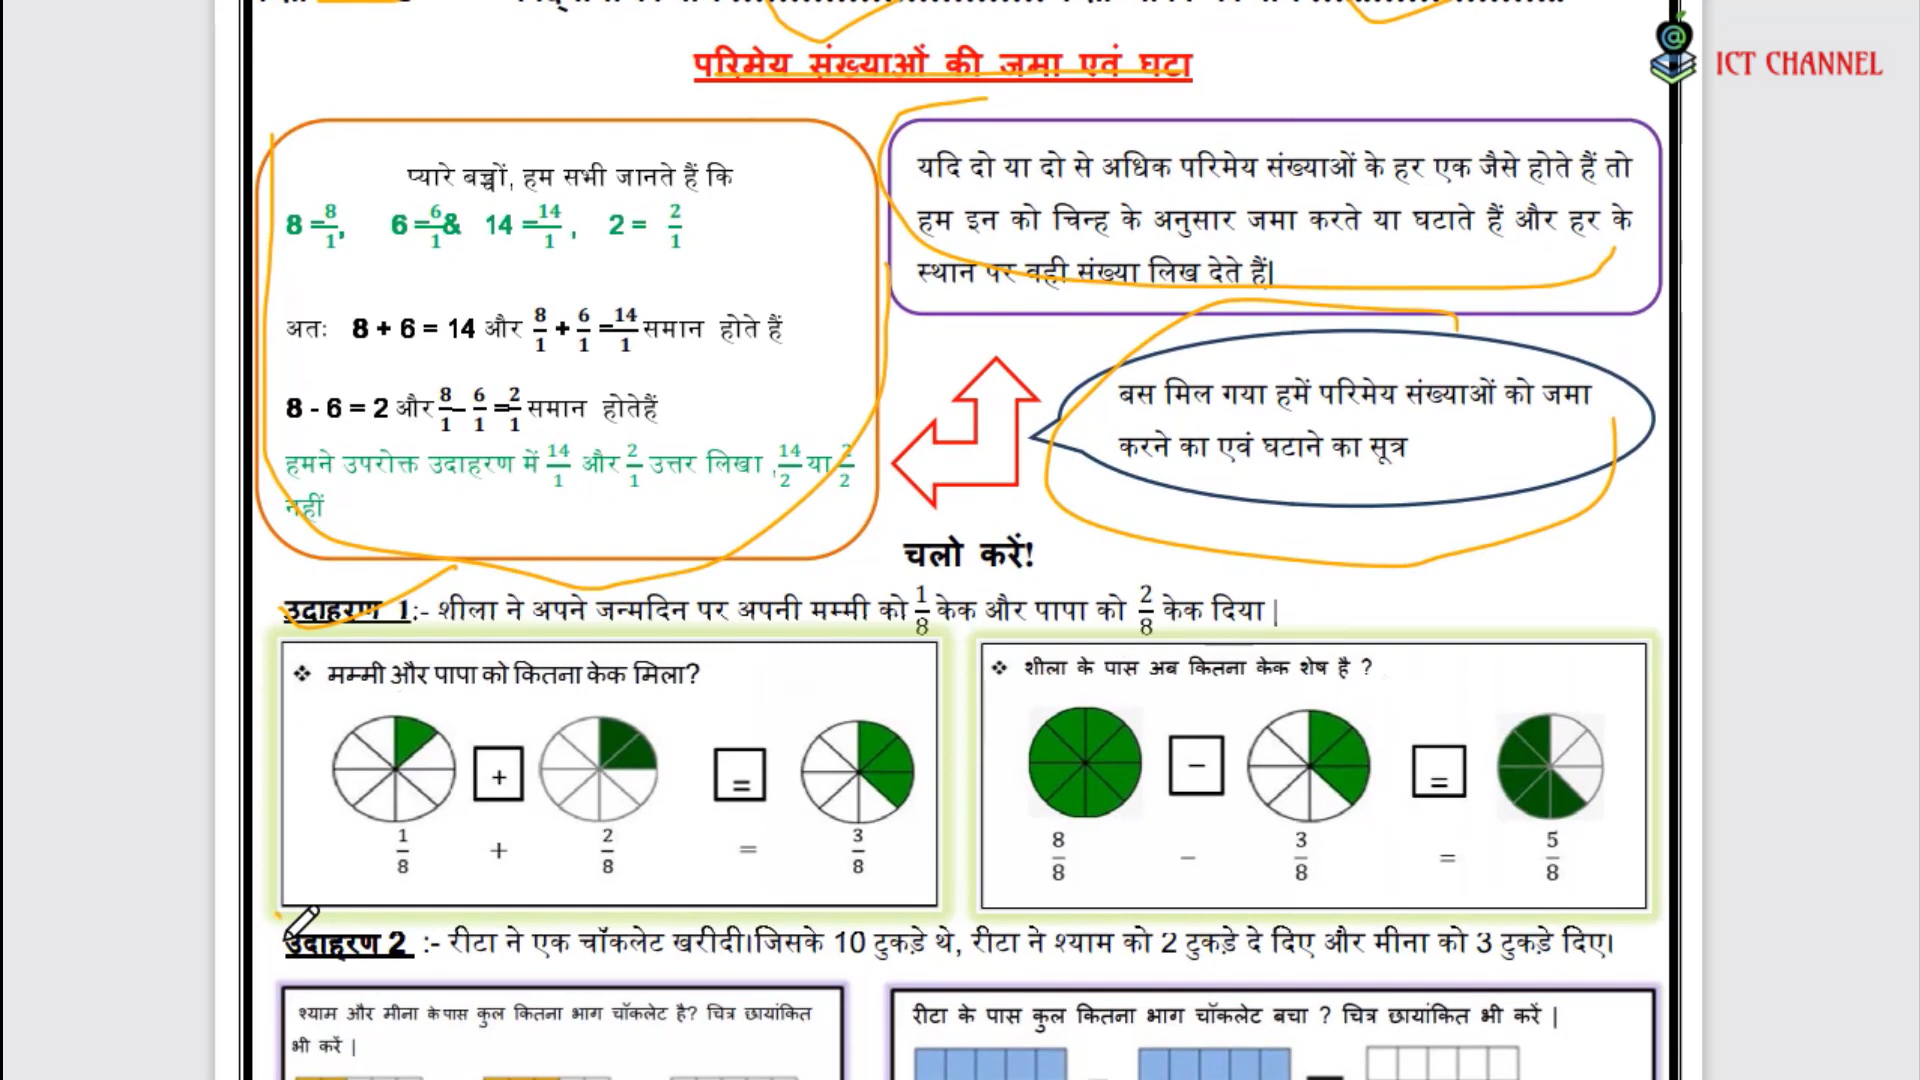 ICT CHANNEL
परिमेय संख्याओं की जमा एवं घटा
प्यारे बच्चों, हम सभी जानते हैं कि
8 = 8/1, 6 = 6/1 & 14 = 14/1 , 2 = 2/1
अतः 8 + 6 = 14 और 8/1 + 6/1 = 14/1 समान होते हैं
8 - 6 = 2 और 8/1 - 6/1 = 2/1 समान होतेहैं
हमने उपरोक्त उदाहरण में 14/1 और 2/1 उत्तर लिखा , 14/2 या 2/2
नहीं
यदि दो या दो से अधिक परिमेय संख्याओं के हर एक जैसे होते हैं तो
हम इन को चिन्ह के अनुसार जमा करते या घटाते हैं और हर के
स्थान पर वही संख्या लिख देते हैं|
बस मिल गया हमें परिमेय संख्याओं को जमा
करने का एवं घटाने का सूत्र
चलो करें!
उदाहरण 1:- शीला ने अपने जन्मदिन पर अपनी मम्मी को 1/8 केक और पापा को 2/8 केक दिया |
❖ मम्मी और पापा को कितना केक मिला?
+ =
1/8 + 2/8 = 3/8
❖ शीला के पास अब कितना केक शेष है ?
− =
8/8 − 3/8 = 5/8
उदाहरण 2 :- रीटा ने एक चॉकलेट खरीदी।जिसके 10 टुकड़े थे, रीटा ने श्याम को 2 टुकड़े दे दिए और मीना को 3 टुकड़े दिए।
श्याम और मीना के पास कुल कितना भाग चॉकलेट है? चित्र छायांकित
भी करें |
रीटा के पास कुल कितना भाग चॉकलेट बचा ? चित्र छायांकित भी करें |